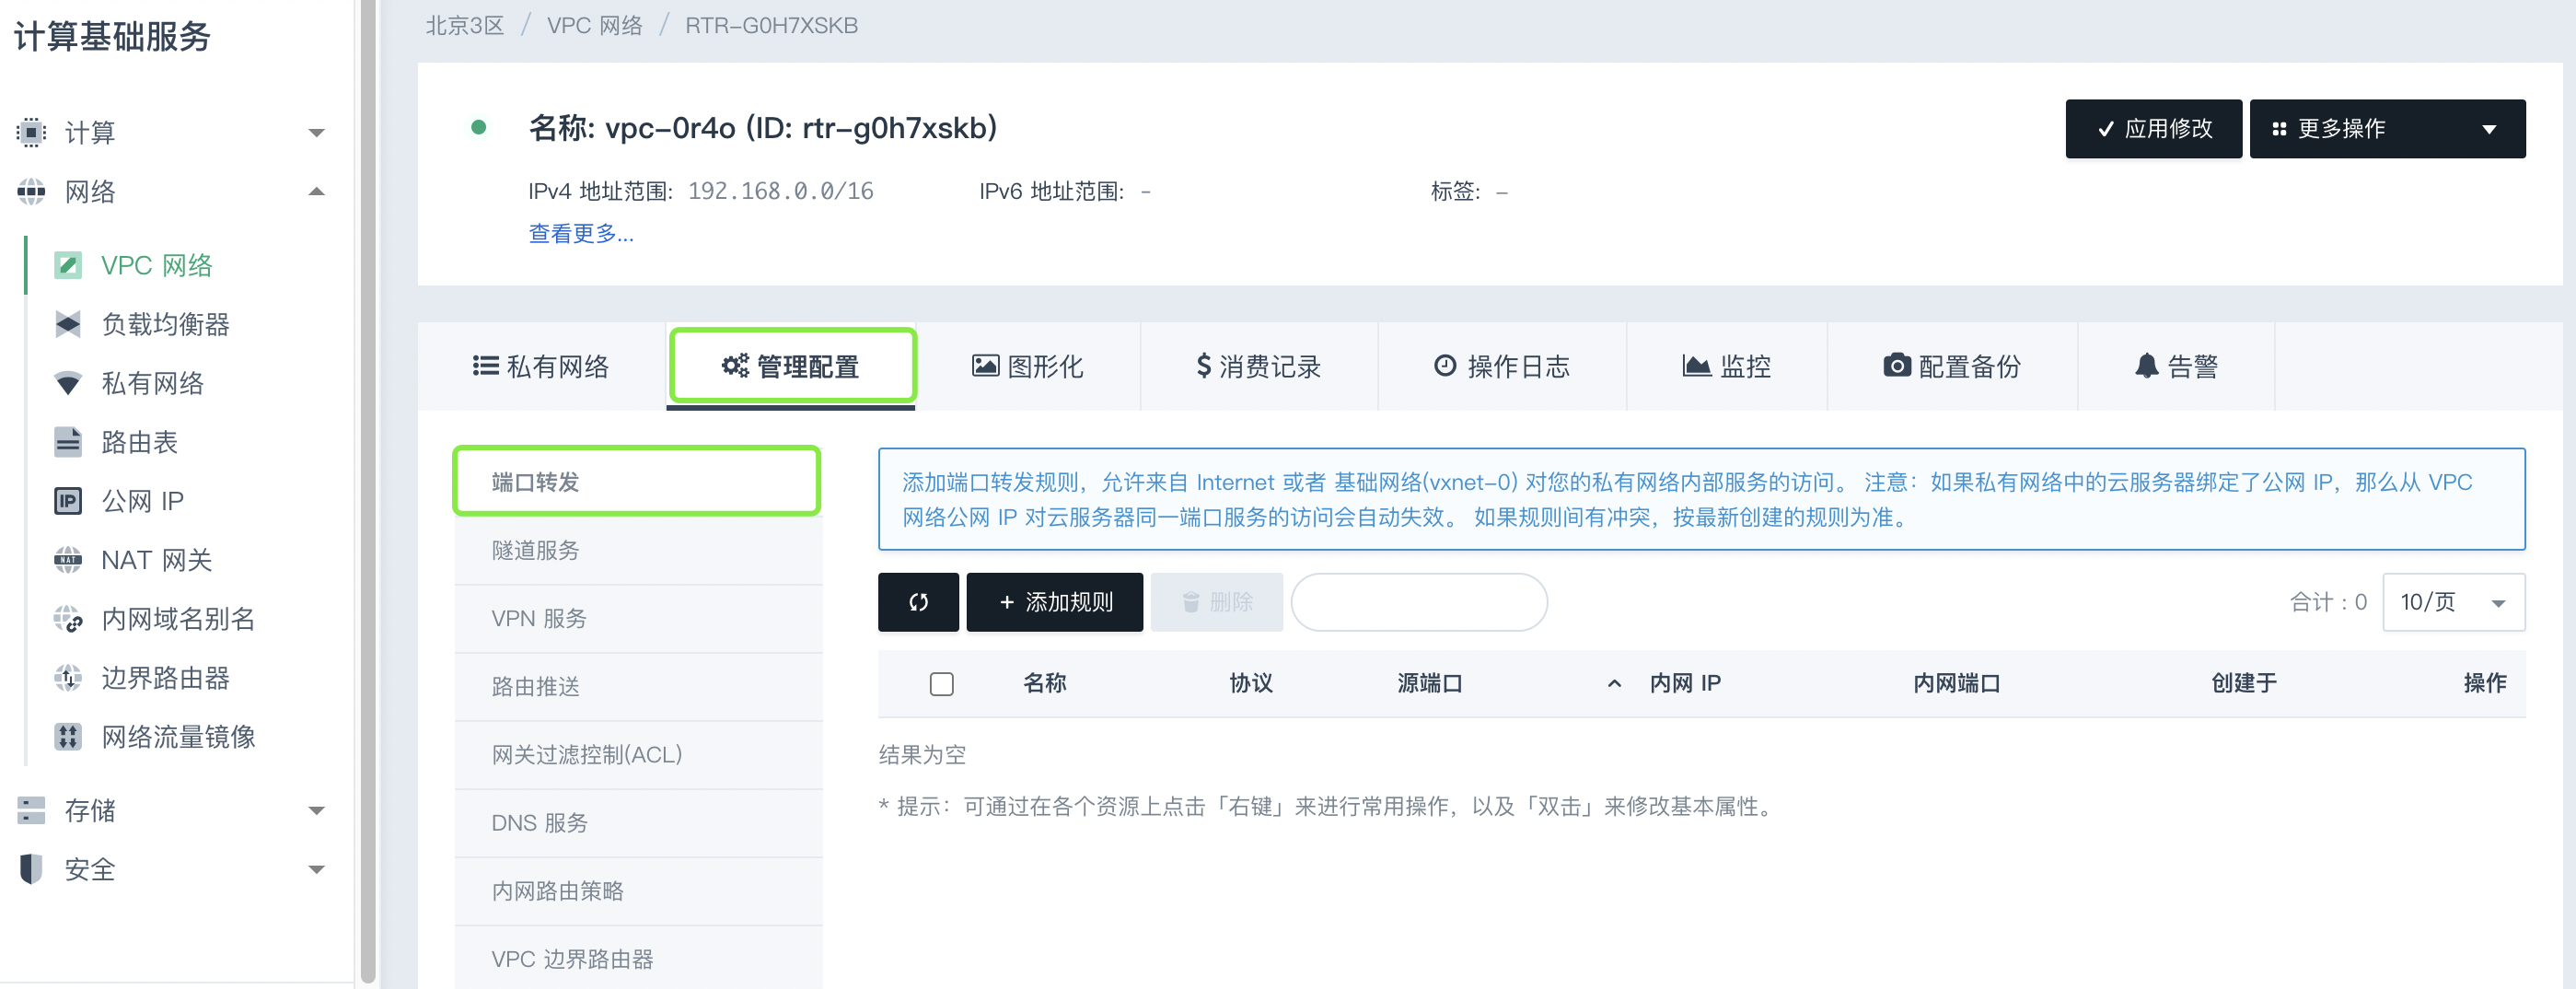 计算基础服务
计算
网络
VPC 网络
负载均衡器
私有网络
路由表
IP
公网 IP
NAT
NAT 网关
内网域名别名
边界路由器
网络流量镜像
存储
安全
北京3区 / VPC 网络 / RTR-G0H7XSKB
名称: vpc-0r4o (ID: rtr-g0h7xskb)
应用修改
更多操作
IPv4 地址范围: 192.168.0.0/16
IPv6 地址范围: -
标签: –
查看更多...
私有网络
管理配置
图形化
$ 消费记录
操作日志
监控
配置备份
告警
端口转发
隧道服务
VPN 服务
路由推送
网关过滤控制(ACL)
DNS 服务
内网路由策略
VPC 边界路由器
添加端口转发规则，允许来自 Internet 或者 基础网络(vxnet-0) 对您的私有网络内部服务的访问。 注意：如果私有网络中的云服务器绑定了公网 IP，那么从 VPC
网络公网 IP 对云服务器同一端口服务的访问会自动失效。 如果规则间有冲突，按最新创建的规则为准。
+ 添加规则
删除
合计 : 0
10/页
名称 协议 源端口 内网 IP 内网端口 创建于 操作
结果为空
* 提示：可通过在各个资源上点击「右键」来进行常用操作，以及「双击」来修改基本属性。